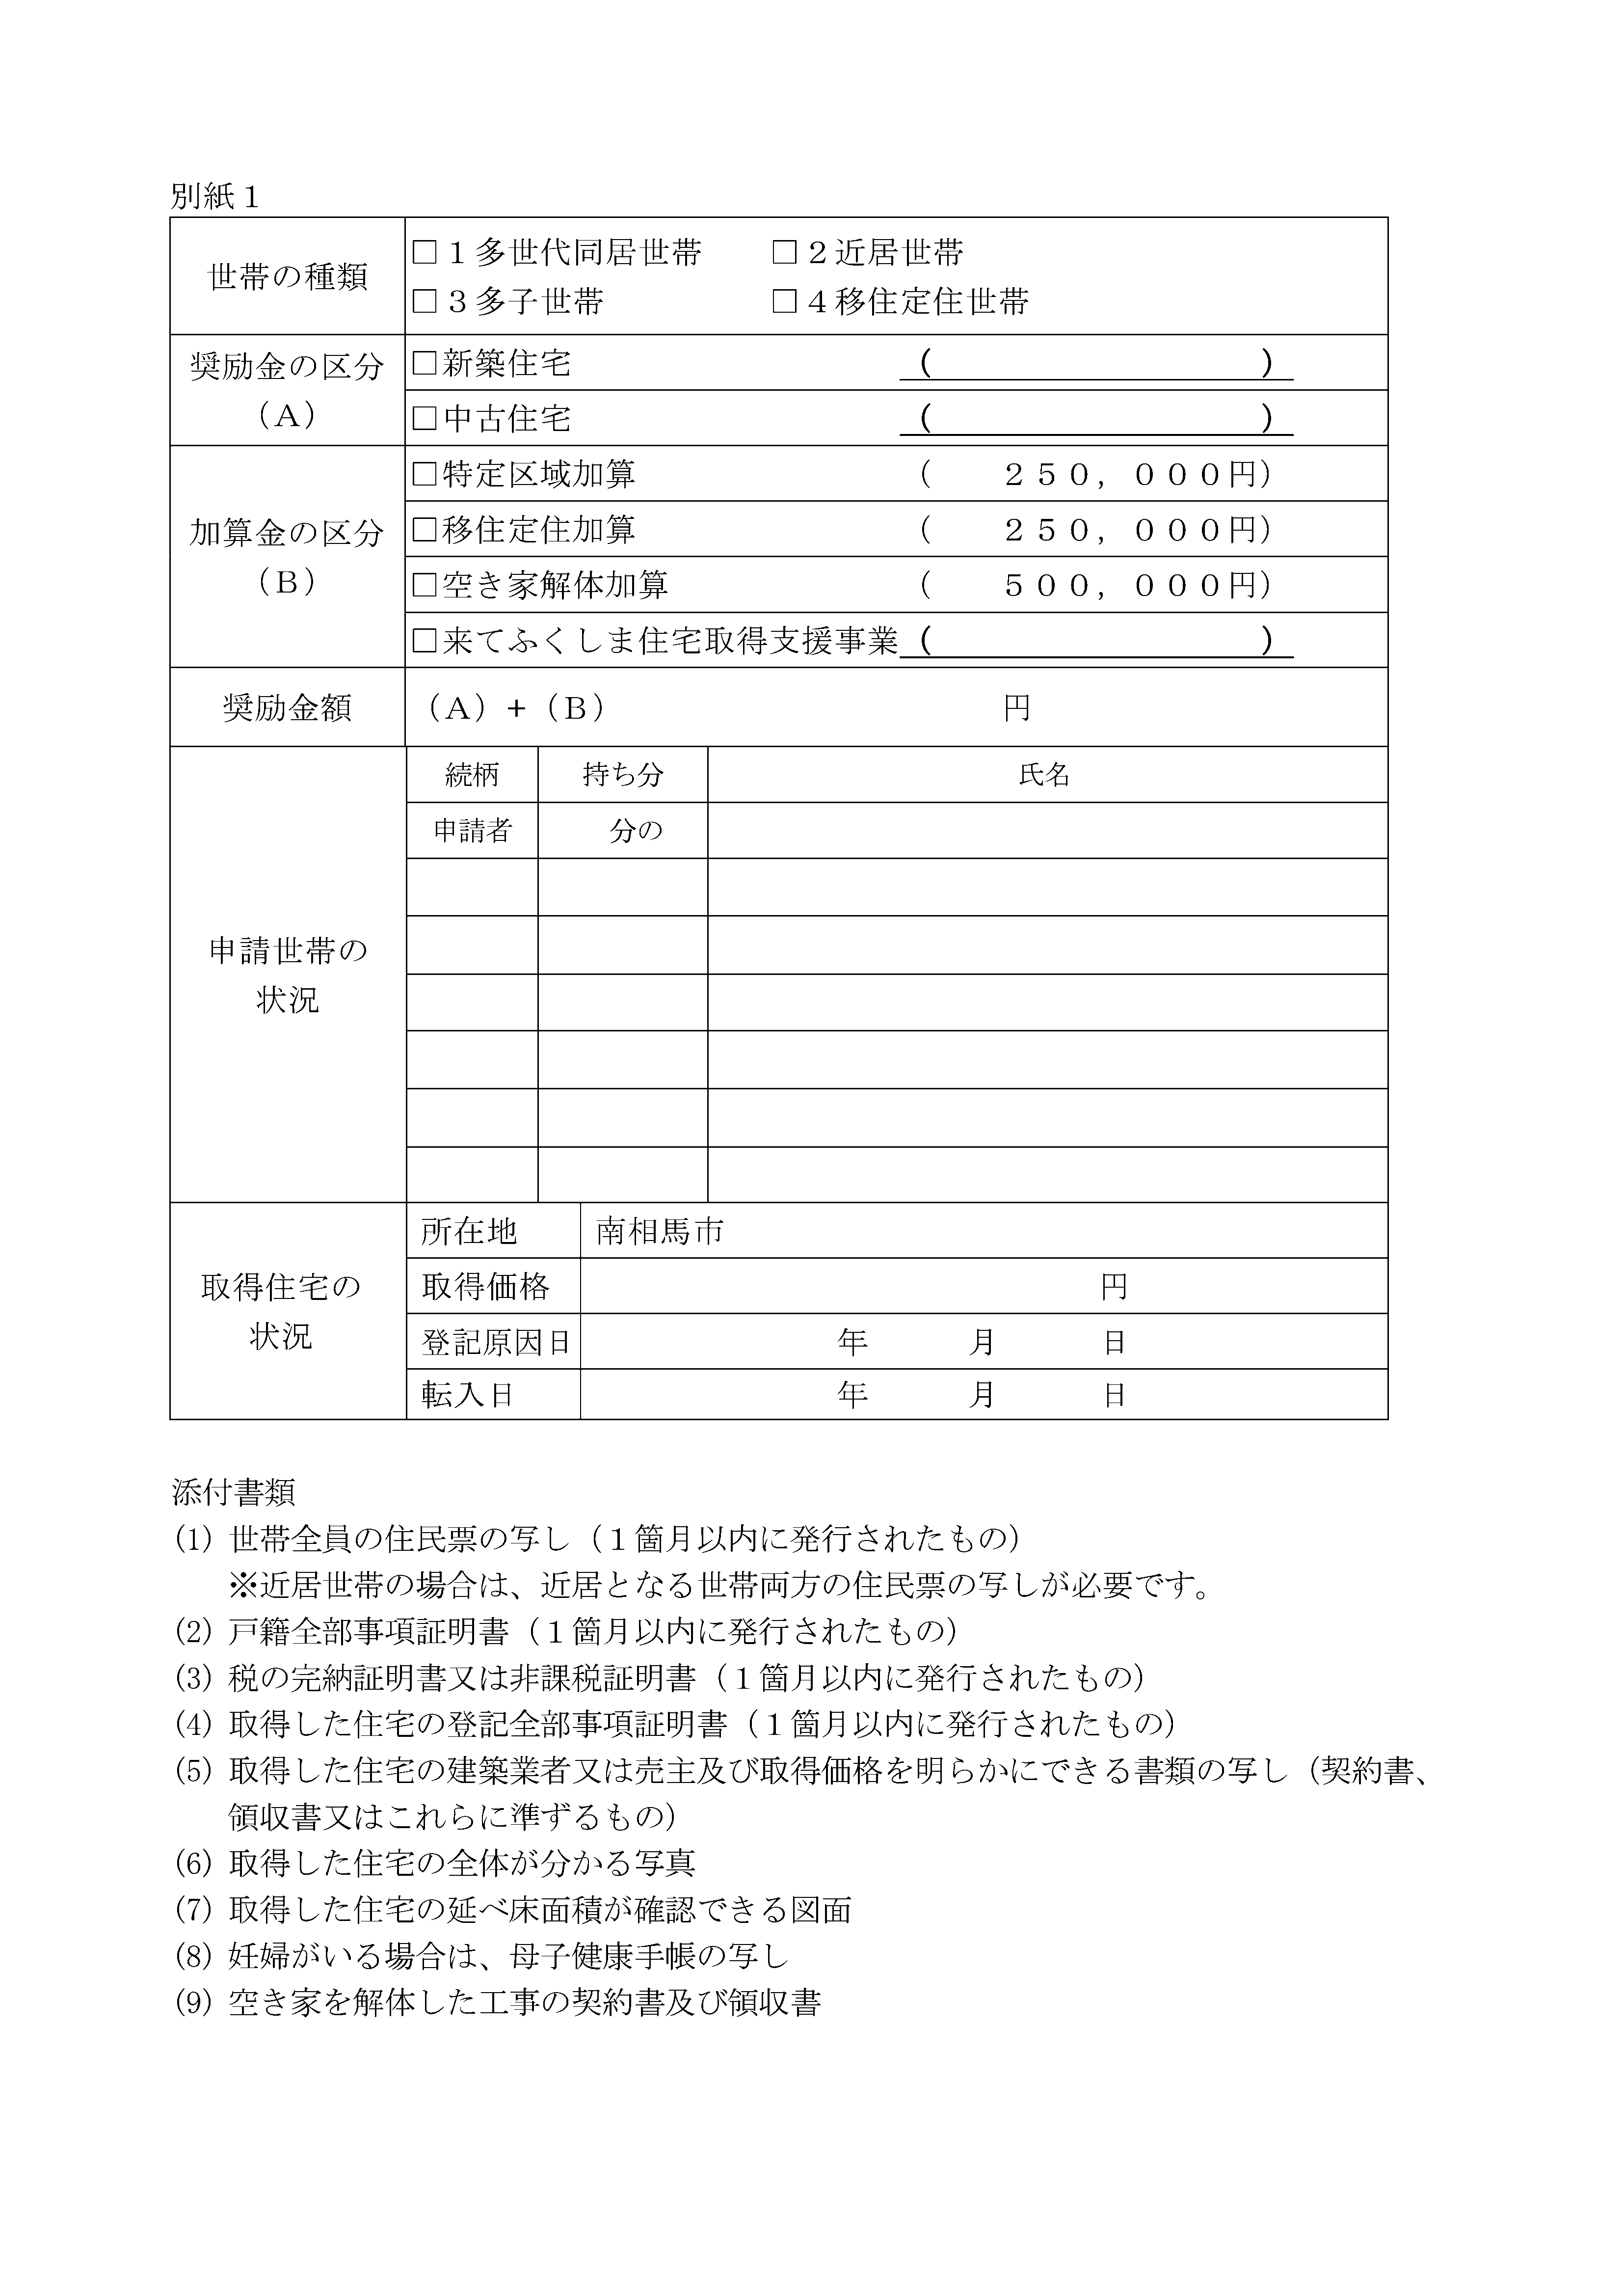 別紙１
世帯の種類
□１多世代同居世帯　　□２近居世帯
□３多子世帯　　　　　□４移住定住世帯
奨励金の区分
（Ａ）
□新築住宅　　　　　　　　　　（　　　　　　　　　　）
□中古住宅　　　　　　　　　　（　　　　　　　　　　）
加算金の区分
（Ｂ）
□特定区域加算　　　　　　　　（　　２５０，０００円）
□移住定住加算　　　　　　　　（　　２５０，０００円）
□空き家解体加算　　　　　　　（　　５００，０００円）
□来てふくしま住宅取得支援事業（　　　　　　　　　　）
奨励金額
（Ａ）＋（Ｂ）　　　　　　　　　　　　円
申請世帯の
状況
続柄　持ち分　氏名
申請者　分の
取得住宅の
状況
所在地　南相馬市
取得価格　　　　　　　　　　円
登記原因日　　　　　年　　　月　　　日
転入日　　　　　　　年　　　月　　　日
添付書類
(1) 世帯全員の住民票の写し（１箇月以内に発行されたもの）
※近居世帯の場合は、近居となる世帯両方の住民票の写しが必要です。
(2) 戸籍全部事項証明書（１箇月以内に発行されたもの）
(3) 税の完納証明書又は非課税証明書（１箇月以内に発行されたもの）
(4) 取得した住宅の登記全部事項証明書（１箇月以内に発行されたもの）
(5) 取得した住宅の建築業者又は売主及び取得価格を明らかにできる書類の写し（契約書、
領収書又はこれらに準ずるもの）
(6) 取得した住宅の全体が分かる写真
(7) 取得した住宅の延べ床面積が確認できる図面
(8) 妊婦がいる場合は、母子健康手帳の写し
(9) 空き家を解体した工事の契約書及び領収書